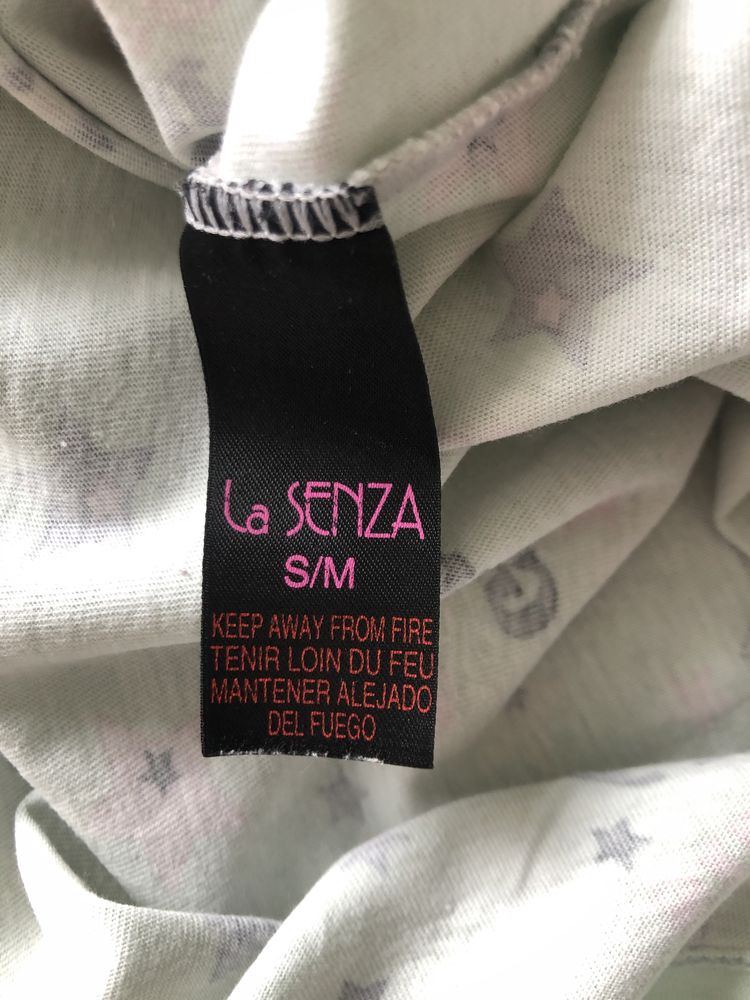 La SENZA
S/M
KEEP AWAY FROM FIRE
TENIR LOIN DU FEU
MANTENER ALEJADO
DEL FUEGO